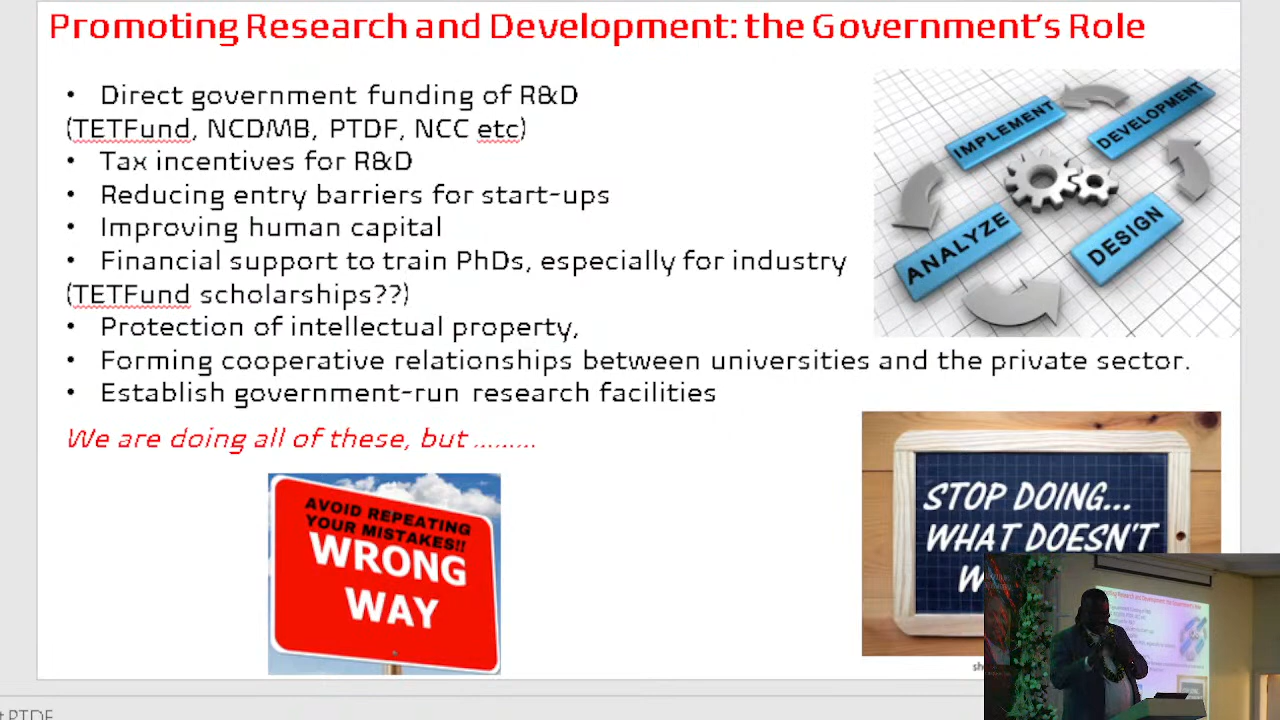 Promoting Research and Development: the Government's Role
• Direct government funding of R&D
(TETFund, NCDMB, PTDF, NCC etc)
• Tax incentives for R&D
• Reducing entry barriers for start-ups
• Improving human capital
• Financial support to train PhDs, especially for industry
(TETFund scholarships??)
• Protection of intellectual property,
• Forming cooperative relationships between universities and the private sector.
• Establish government-run research facilities
We are doing all of these, but .........
IMPLEMENT
DEVELOPMENT
ANALYZE
DESIGN
AVOID REPEATING
YOUR MISTAKES!!
WRONG
WAY
STOP DOING...
WHAT DOESN'T
PTDF